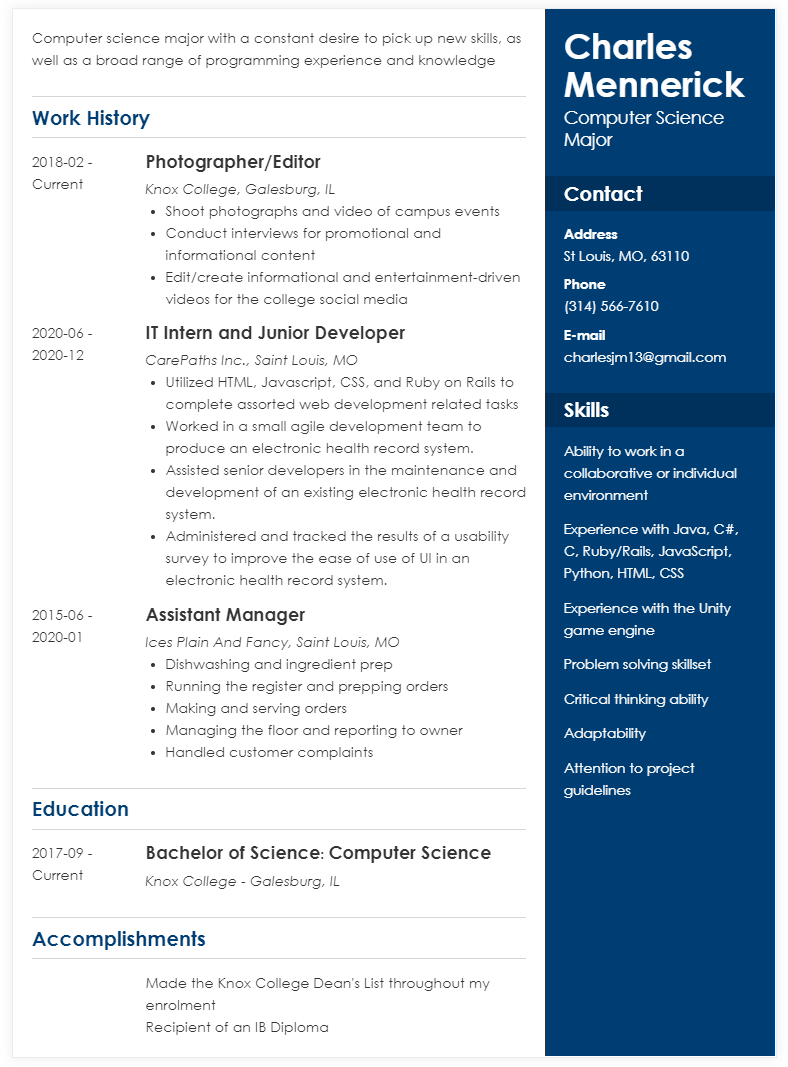 Computer science major with a constant desire to pick up new skills, as
well as a broad range of programming experience and knowledge
Work History
2018-02 -
Current
Photographer/Editor
Knox College, Galesburg, IL
• Shoot photographs and video of campus events
• Conduct interviews for promotional and
informational content
• Edit/create informational and entertainment-driven
videos for the college social media
2020-06 -
2020-12
IT Intern and Junior Developer
CarePaths Inc., Saint Louis, MO
• Utilized HTML, Javascript, CSS, and Ruby on Rails to
complete assorted web development related tasks
• Worked in a small agile development team to
produce an electronic health record system.
• Assisted senior developers in the maintenance and
development of an existing electronic health record
system.
• Administered and tracked the results of a usability
survey to improve the ease of use of UI in an
electronic health record system.
2015-06 -
2020-01
Assistant Manager
Ices Plain And Fancy, Saint Louis, MO
• Dishwashing and ingredient prep
• Running the register and prepping orders
• Making and serving orders
• Managing the floor and reporting to owner
• Handled customer complaints
Education
2017-09 -
Current
Bachelor of Science: Computer Science
Knox College - Galesburg, IL
Accomplishments
Made the Knox College Dean's List throughout my
enrolment
Recipient of an IB Diploma
Charles
Mennerick
Computer Science
Major
Contact
Address
St Louis, MO, 63110
Phone
(314) 566-7610
E-mail
charlesjm13@gmail.com
Skills
Ability to work in a
collaborative or individual
environment
Experience with Java, C#,
C, Ruby/Rails, JavaScript,
Python, HTML, CSS
Experience with the Unity
game engine
Problem solving skillset
Critical thinking ability
Adaptability
Attention to project
guidelines